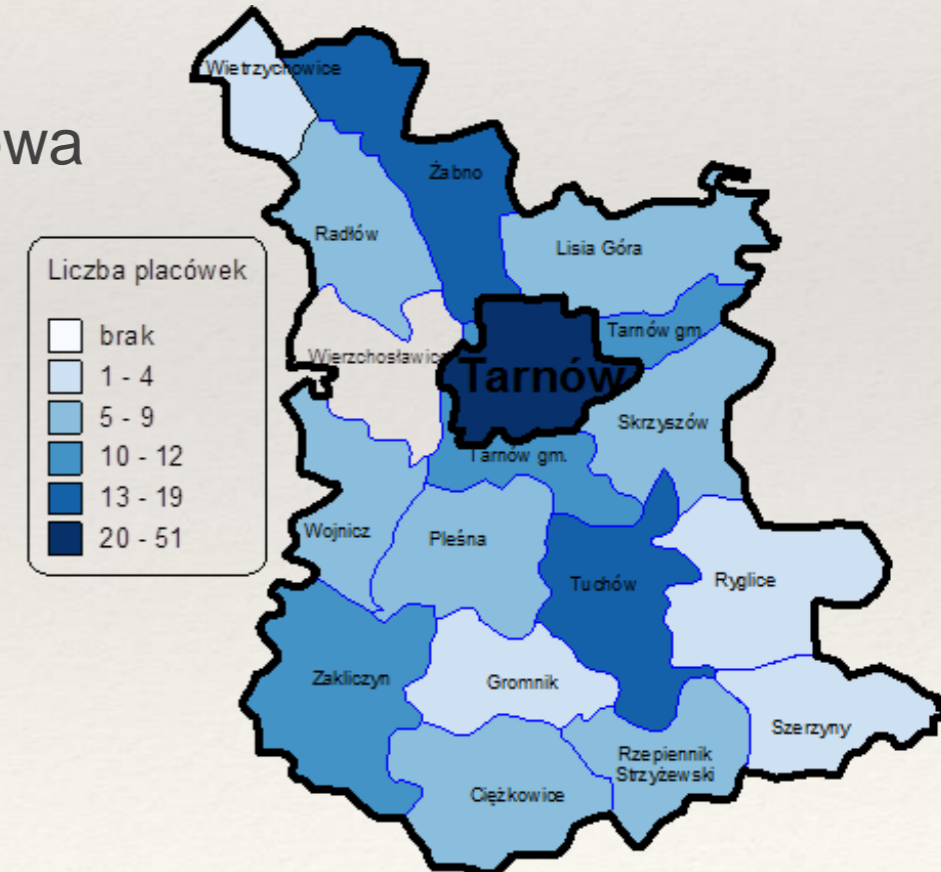 owa
Liczba placówek
brak
1 - 4
5 - 9
10 - 12
13 - 19
20 - 51
Wietrzychowice
Żabno
Radłów
Lisia Góra
Tarnów gm.
Wierzchosławice
Tarnów
Skrzyszów
Tarnów gm.
Wojnicz
Pleśna
Tuchów
Ryglice
Zakliczyn
Gromnik
Szerzyny
Rzepiennik
Strzyżewski
Ciężkowice